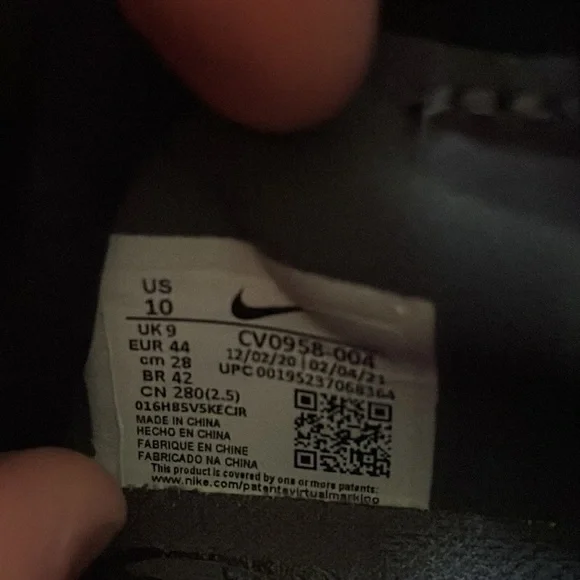 US
10
UK 9
EUR 44
cm 28
BR 42
CN 280(2.5)
CV0958-004
12/02/20 | 02/04/21
UPC 00195237068364
016HBSV5KECJR
MADE IN CHINA
HECHO EN CHINA
FABRIQUE EN CHINE
FABRICADO NA CHINA
This product is covered by one or more patents:
www.nike.com/patentevirtualmarking